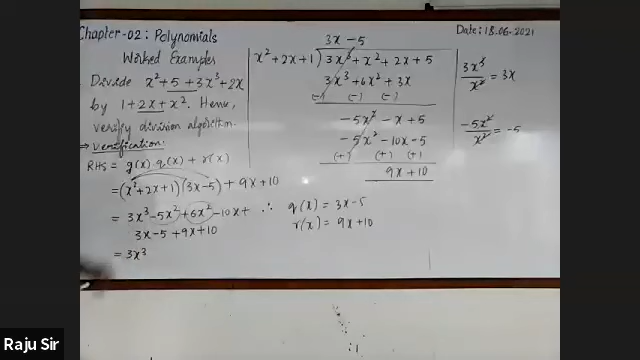 Chapter-02: Polynomials
Worked Examples
Divide x²+5+3x³+2x
by 1+2x+x². Hence,
verify division algorithm.
⇒ verification:
RHS = g(x) q(x) + r(x)
= (x²+2x+1)(3x-5)+9x+10
= 3x³-5x²+6x²-10x+
3x-5+9x+10
= 3x³
3x-5
x²+2x+1) 3x³+x²+2x+5
3x³+6x²+3x
(-) (-) (-)
-5x²-x+5
-5x²-10x-5
(+) (+) (+)
9x+10
∴ q(x) = 3x-5
r(x) = 9x+10
Date: 18.06-2021
3x³/x² = 3x
-5x²/x² = -5
Raju Sir